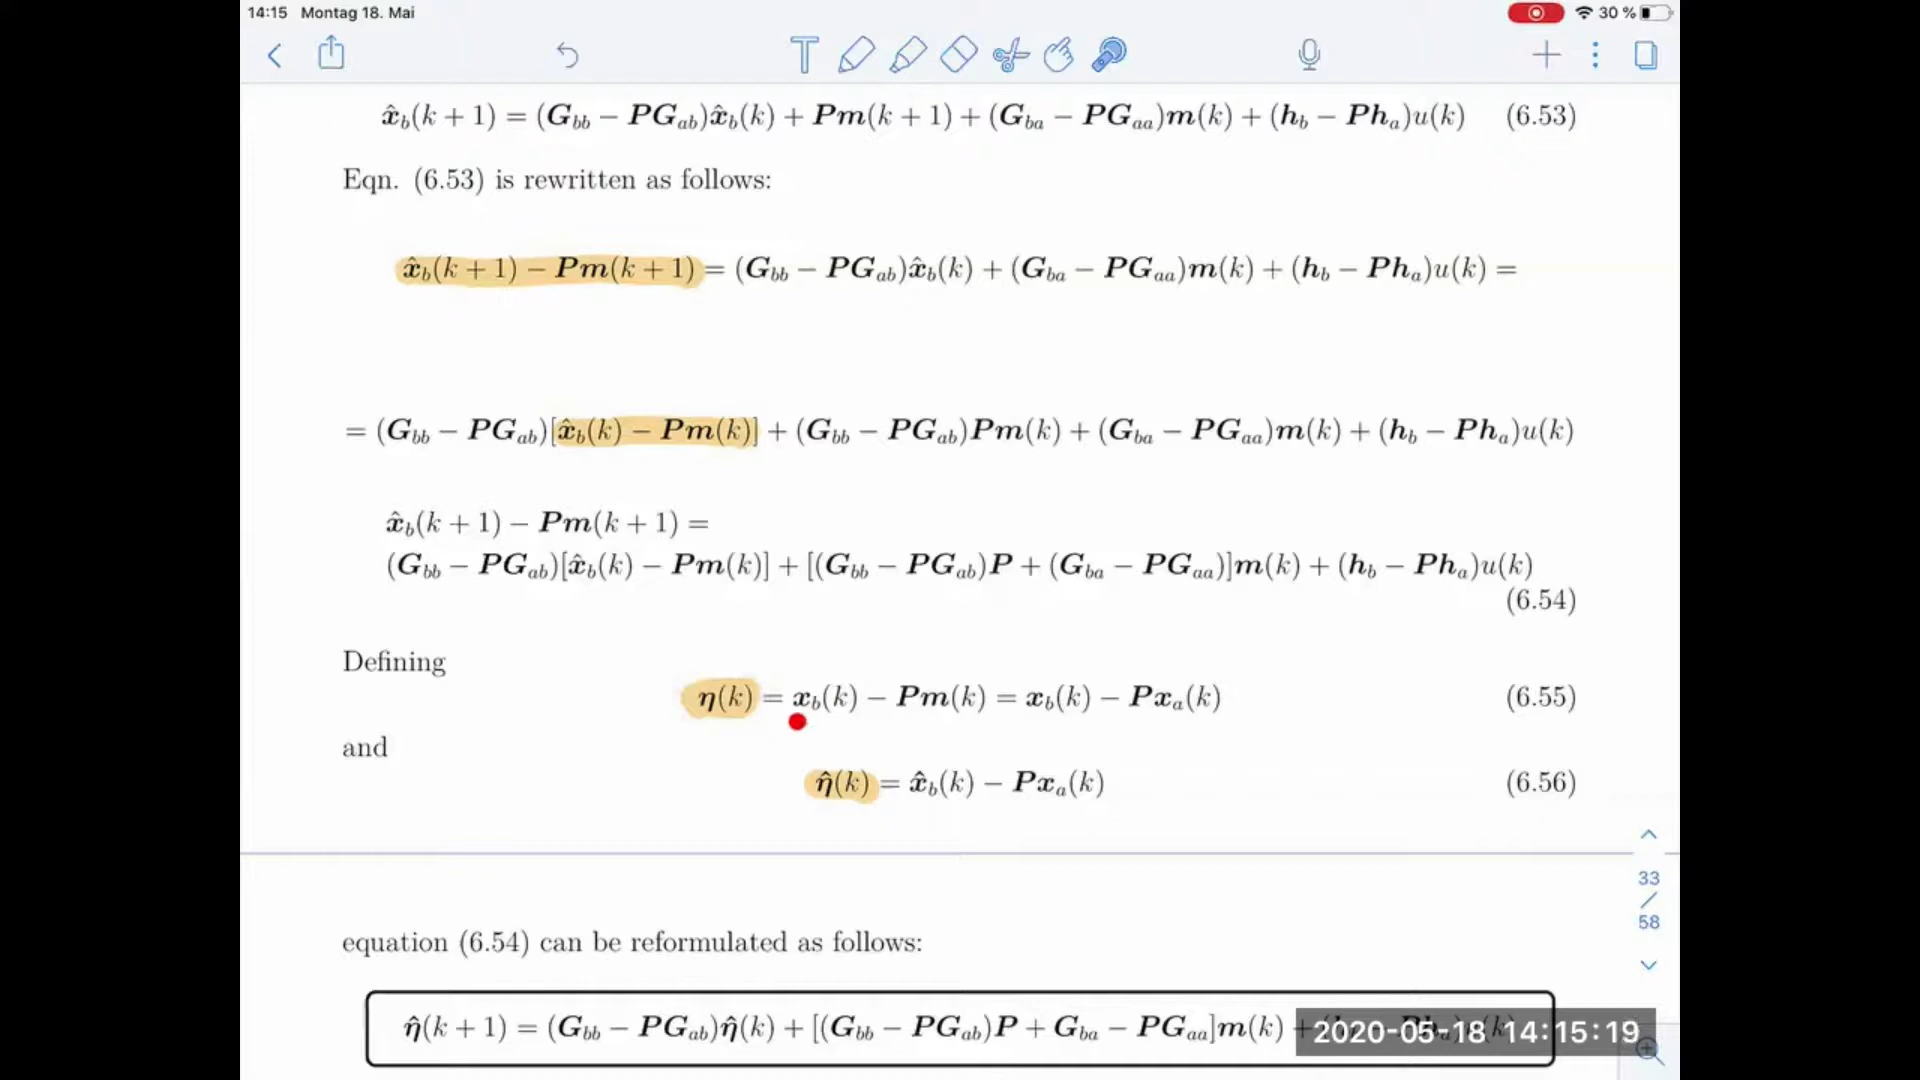 14:15 Montag 18. Mai
30 %
x̂_b(k + 1) = (G_bb − PG_ab)x̂_b(k) + Pm(k + 1) + (G_ba − PG_aa)m(k) + (h_b − Ph_a)u(k) (6.53)
Eqn. (6.53) is rewritten as follows:
x̂_b(k + 1) − Pm(k + 1) = (G_bb − PG_ab)x̂_b(k) + (G_ba − PG_aa)m(k) + (h_b − Ph_a)u(k) =
= (G_bb − PG_ab)[x̂_b(k) − Pm(k)] + (G_bb − PG_ab)Pm(k) + (G_ba − PG_aa)m(k) + (h_b − Ph_a)u(k)
x̂_b(k + 1) − Pm(k + 1) =
(G_bb − PG_ab)[x̂_b(k) − Pm(k)] + [(G_bb − PG_ab)P + (G_ba − PG_aa)]m(k) + (h_b − Ph_a)u(k)
(6.54)
Defining
η(k) = x_b(k) − Pm(k) = x_b(k) − Px_a(k) (6.55)
and
η̂(k) = x̂_b(k) − Px_a(k) (6.56)
33
/
58
equation (6.54) can be reformulated as follows:
η̂(k + 1) = (G_bb − PG_ab)η̂(k) + [(G_bb − PG_ab)P + G_ba − PG_aa]m(k) +
2020-05-18 14:15:19